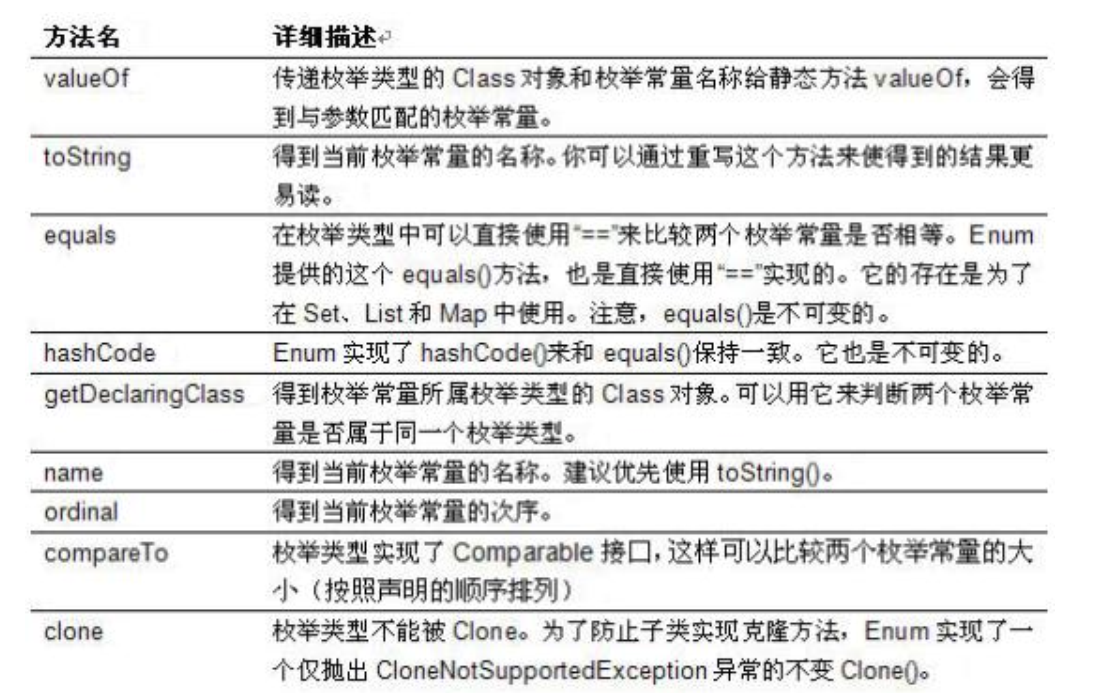 方法名 详细描述
valueOf 传递枚举类型的 Class 对象和枚举常量名称给静态方法 valueOf，会得
到与参数匹配的枚举常量。
toString 得到当前枚举常量的名称。你可以通过重写这个方法来使得到的结果更
易读。
equals 在枚举类型中可以直接使用“==”来比较两个枚举常量是否相等。Enum
提供的这个 equals()方法，也是直接使用“==”实现的。它的存在是为了
在 Set、List 和 Map 中使用。注意，equals()是不可变的。
hashCode Enum 实现了 hashCode()来和 equals()保持一致。它也是不可变的。
getDeclaringClass 得到枚举常量所属枚举类型的 Class 对象。可以用它来判断两个枚举常
量是否属于同一个枚举类型。
name 得到当前枚举常量的名称。建议优先使用 toString()。
ordinal 得到当前枚举常量的次序。
compareTo 枚举类型实现了 Comparable 接口，这样可以比较两个枚举常量的大
小（按照声明的顺序排列）
clone 枚举类型不能被 Clone。为了防止子类实现克隆方法，Enum 实现了一
个仅抛出 CloneNotSupportedException 异常的不变 Clone()。